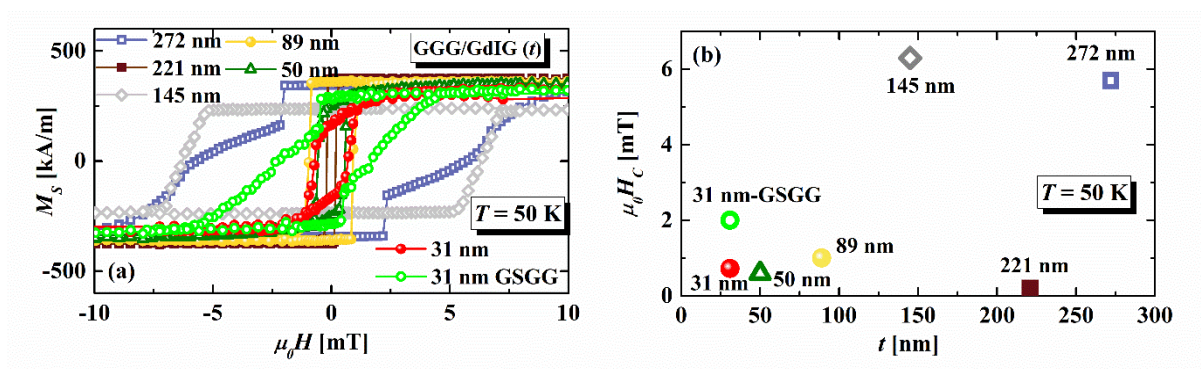 500
0
−500
M_S [kA/m]
272 nm
221 nm
145 nm
89 nm
50 nm
GGG/GdIG (t)
T = 50 K
31 nm
31 nm GSGG
(a)
-10
-5
0
5
10
μ₀H [mT]
(b)
6
4
2
0
μ₀H_C [mT]
145 nm
272 nm
31 nm-GSGG
T = 50 K
89 nm
31 nm
50 nm
221 nm
0
50
100
150
200
250
300
t [nm]